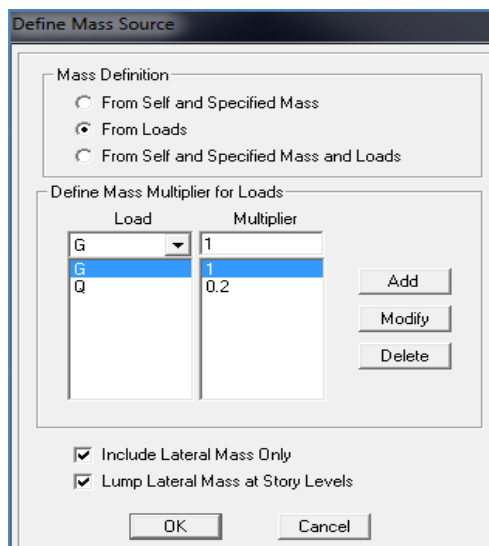 Define Mass Source
Mass Definition
From Self and Specified Mass
From Loads
From Self and Specified Mass and Loads
Define Mass Multiplier for Loads
Load Multiplier
G 1
G 1
Q 0.2
Add
Modify
Delete
Include Lateral Mass Only
Lump Lateral Mass at Story Levels
OK Cancel